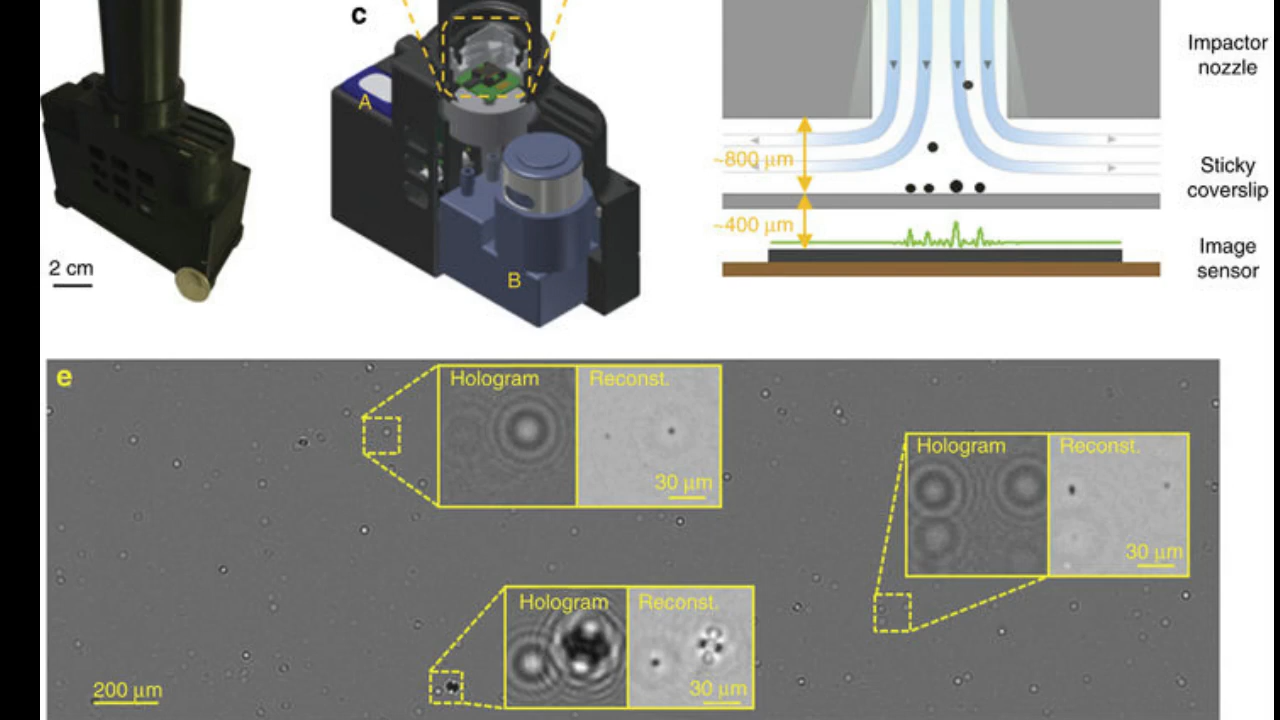 c
A
B
2 cm
Impactor
nozzle
~800 μm
Sticky
coverslip
~400 μm
Image
sensor
e
Hologram Reconst.
30 μm
Hologram Reconst.
30 μm
Hologram Reconst.
30 μm
200 μm